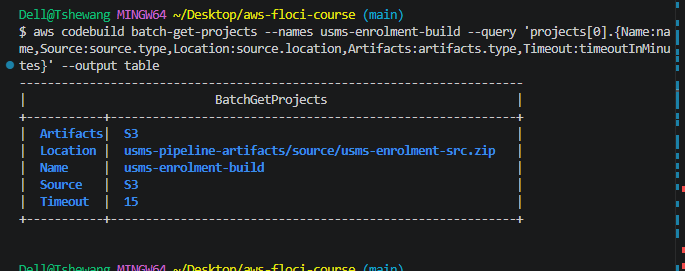 Dell@Tshewang MINGW64 ~/Desktop/aws-floci-course (main)
$ aws codebuild batch-get-projects --names usms-enrolment-build --query 'projects[0].{Name:na
me,Source:source.type,Location:source.location,Artifacts:artifacts.type,Timeout:timeoutInMinu
tes}' --output table
-------------------------------------------------------------
|                      BatchGetProjects                     |
+-----------+-----------------------------------------------+
|  Artifacts|  S3                                           |
|  Location |  usms-pipeline-artifacts/source/usms-enrolment-src.zip   |
|  Name     |  usms-enrolment-build                         |
|  Source   |  S3                                           |
|  Timeout  |  15                                           |
+-----------+-----------------------------------------------+
Dell@Tshewang MINGW64 ~/Desktop/aws-floci-course (main)